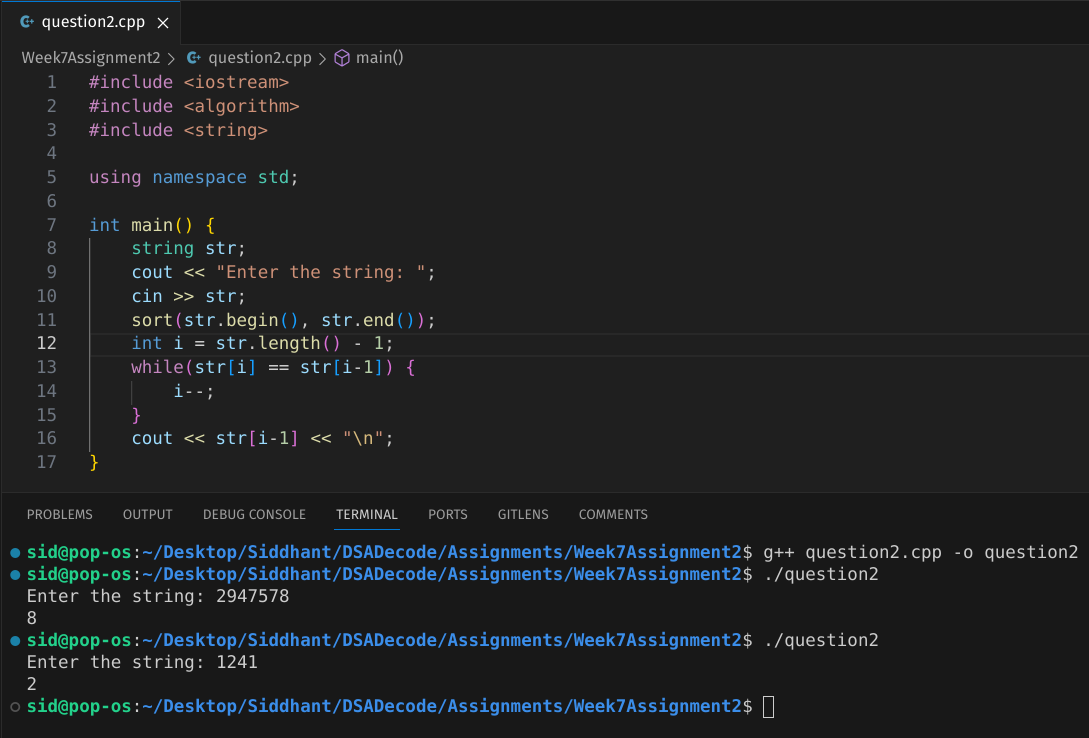 question2.cpp
Week7Assignment2 > question2.cpp > main()
1 #include <iostream>
2 #include <algorithm>
3 #include <string>
4
5 using namespace std;
6
7 int main() {
8     string str;
9     cout << "Enter the string: ";
10     cin >> str;
11     sort(str.begin(), str.end());
12     int i = str.length() - 1;
13     while(str[i] == str[i-1]) {
14         i--;
15     }
16     cout << str[i-1] << "\n";
17 }
PROBLEMS OUTPUT DEBUG CONSOLE TERMINAL PORTS GITLENS COMMENTS
sid@pop-os:~/Desktop/Siddhant/DSADecode/Assignments/Week7Assignment2$ g++ question2.cpp -o question2
sid@pop-os:~/Desktop/Siddhant/DSADecode/Assignments/Week7Assignment2$ ./question2
Enter the string: 2947578
8
sid@pop-os:~/Desktop/Siddhant/DSADecode/Assignments/Week7Assignment2$ ./question2
Enter the string: 1241
2
sid@pop-os:~/Desktop/Siddhant/DSADecode/Assignments/Week7Assignment2$